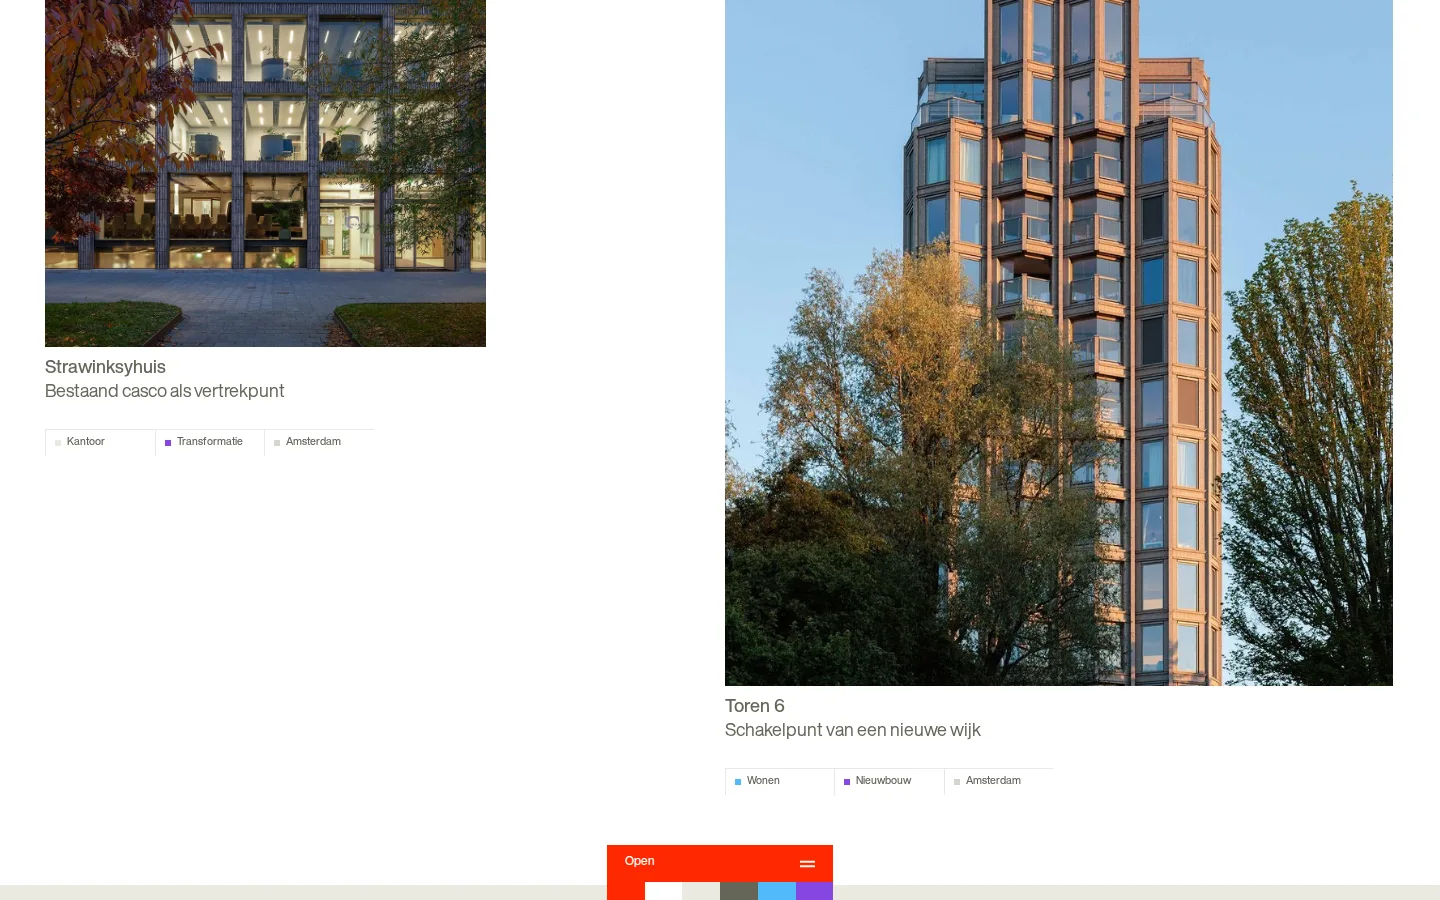 Strawinksyhuis
Bestaand casco als vertrekpunt
Kantoor
Transformatie
Amsterdam
Toren 6
Schakelpunt van een nieuwe wijk
Wonen
Nieuwbouw
Amsterdam
Open